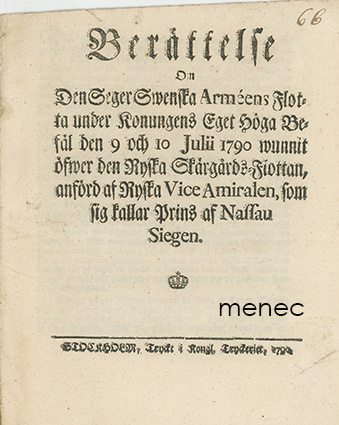 66
Berättelse
On
Den Seger Swenska Arméens Flot-
ta under Konungens Eget Höga Be-
fäl den 9 och 10 Julii 1790 wunnit
öfwer den Ryska Skärgårds-Flottan,
anförd af Ryska Vice Amiralen, som
sig kallar Prins af Nassau
Siegen.
menec
STOCKHOLM, Tryckt i Kongl. Tryckeriet, 1790.